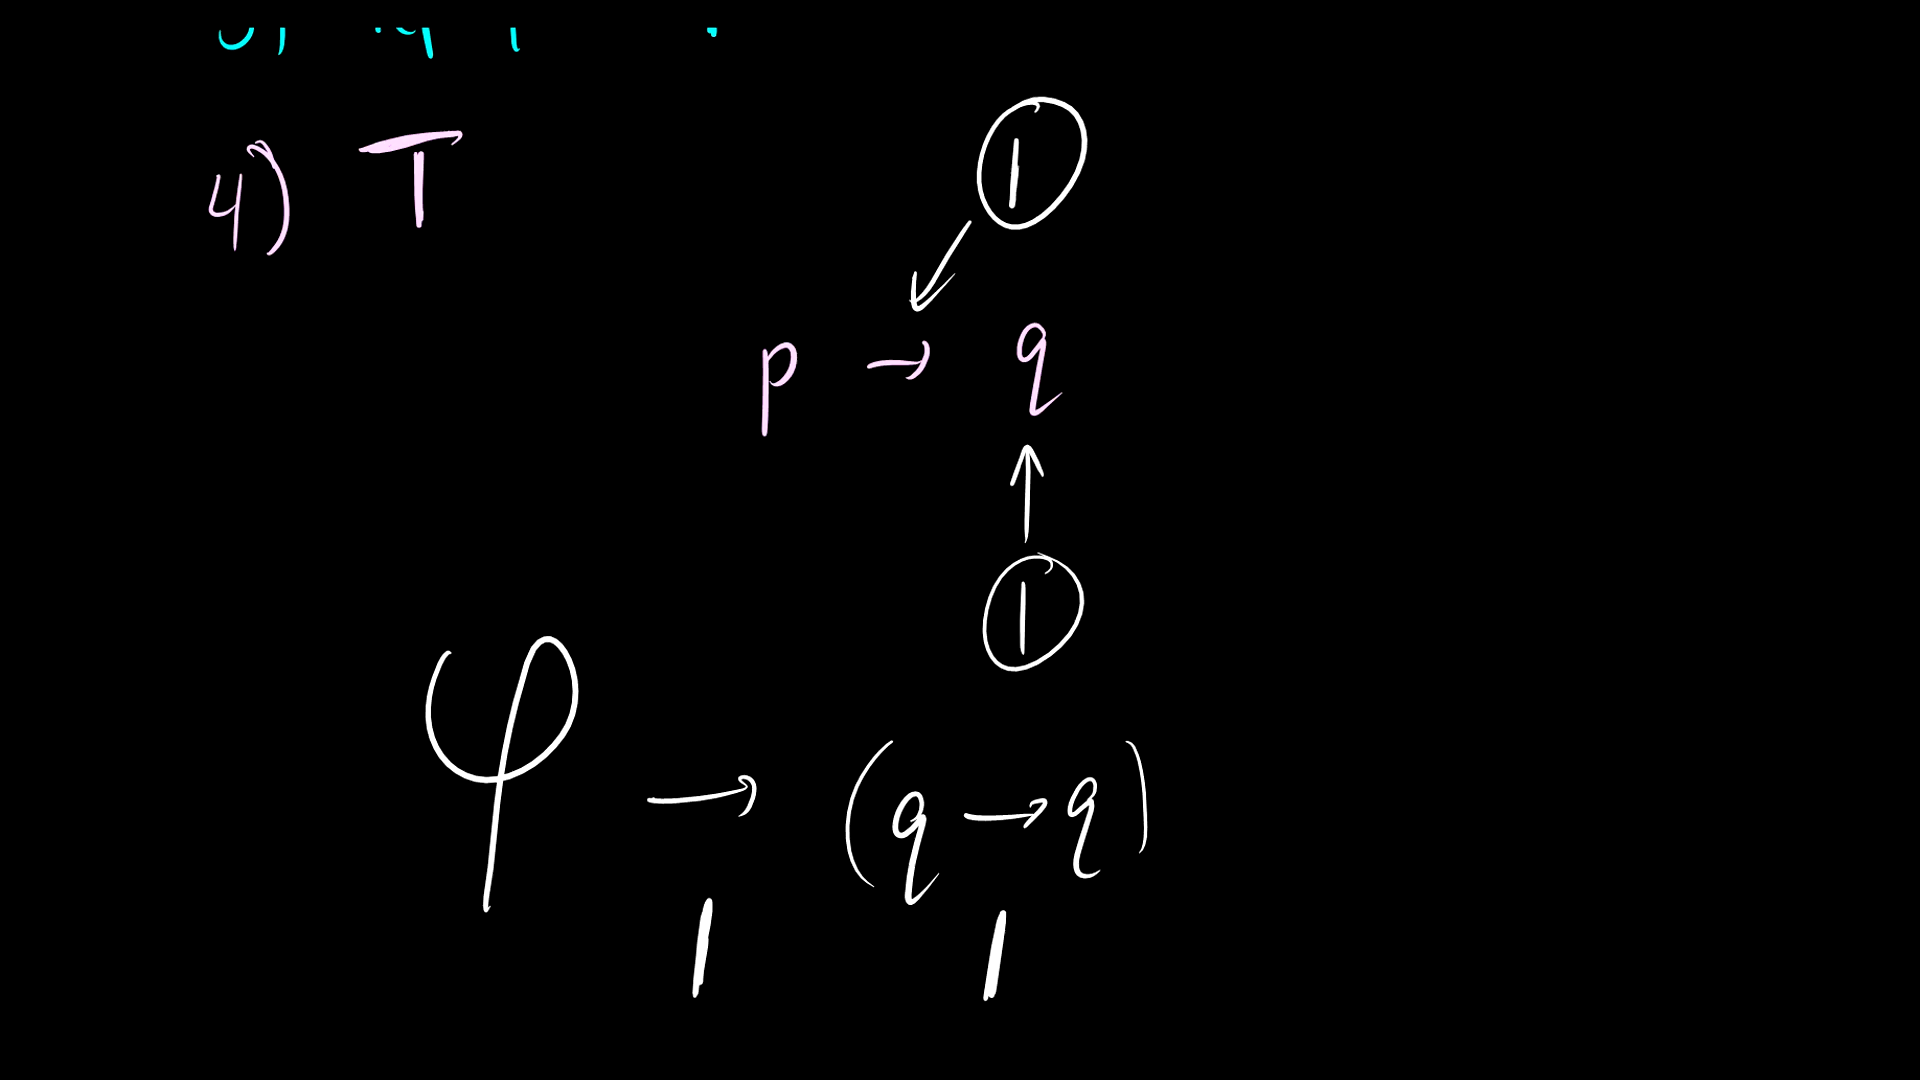 4) T
1
p → q
1
φ → (q → q)
1 1